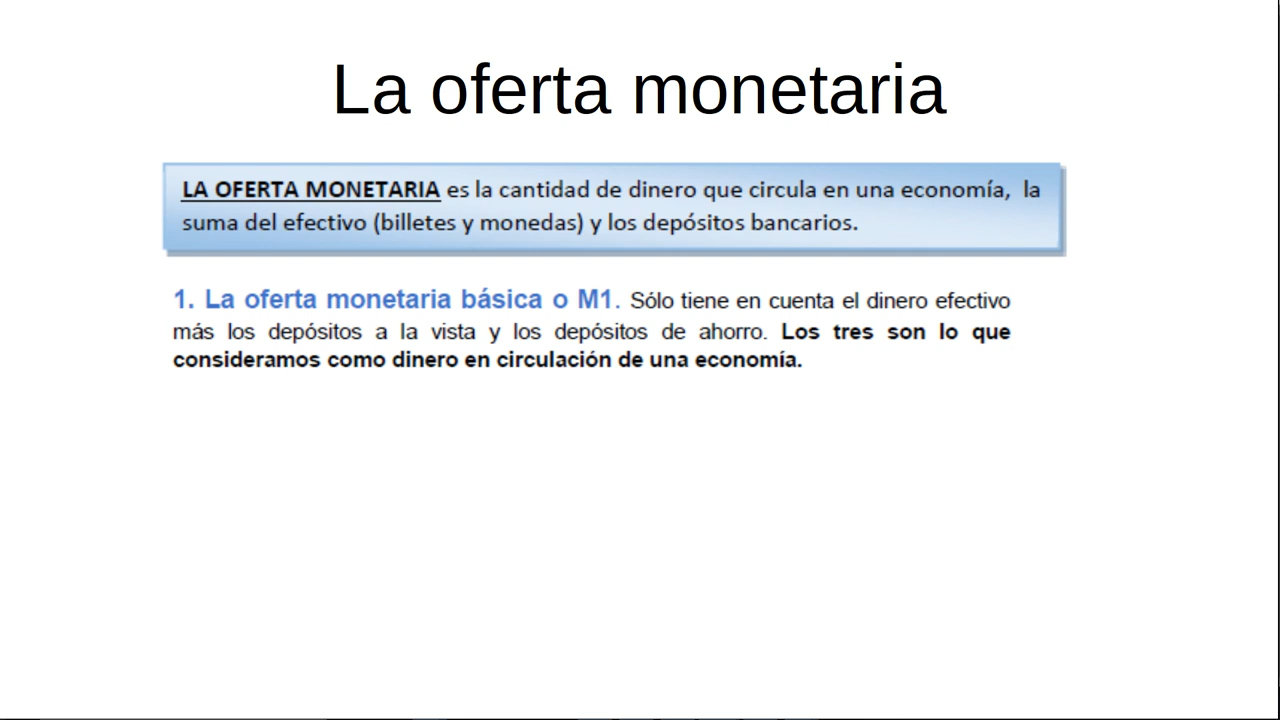 La oferta monetaria
LA OFERTA MONETARIA es la cantidad de dinero que circula en una economía, la
suma del efectivo (billetes y monedas) y los depósitos bancarios.
1. La oferta monetaria básica o M1. Sólo tiene en cuenta el dinero efectivo
más los depósitos a la vista y los depósitos de ahorro. Los tres son lo que
consideramos como dinero en circulación de una economía.